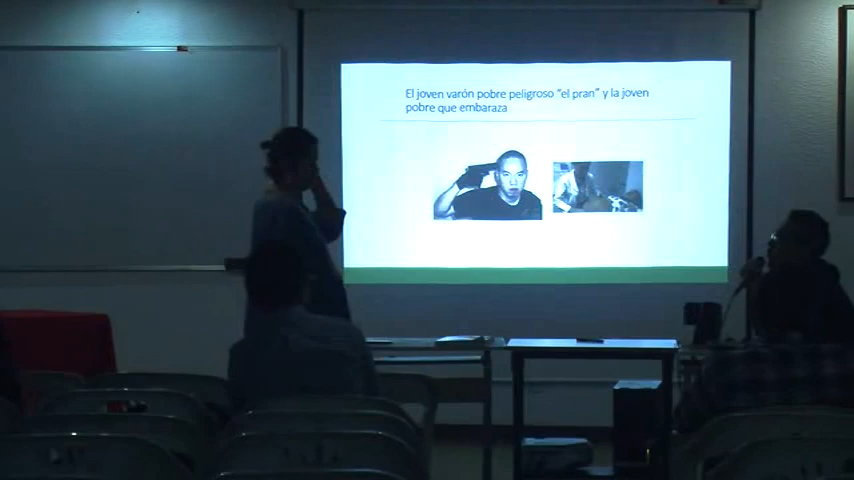 El joven varón pobre peligroso “el pran” y la joven
pobre que embaraza